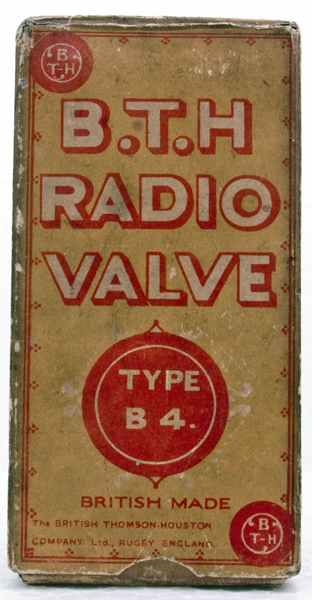 B
T-H
B.T.H
RADIO
VALVE
TYPE
B 4.
BRITISH MADE
The BRITISH THOMSON-HOUSTON
COMPANY Ltd., RUGBY ENGLAND
B
T-H